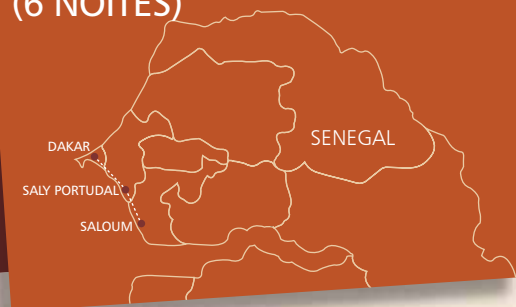 (6 NOITES)
SENEGAL
DAKAR
SALY PORTUDAL
SALOUM